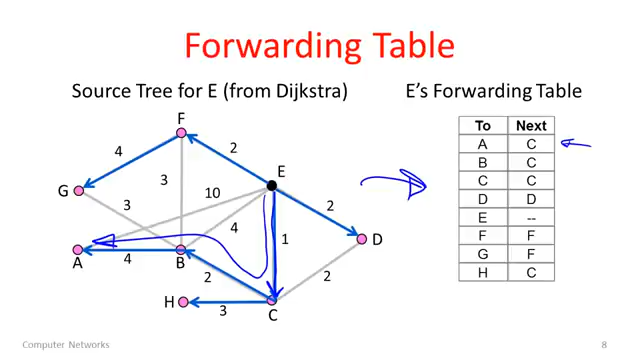 Forwarding Table
Source Tree for E (from Dijkstra)
E's Forwarding Table
F
2
4
E
3
10
G
3
4
1
2
D
A
4
B
2
2
H
3
C
To Next
A C
B C
C C
D D
E --
F F
G F
H C
Computer Networks
8